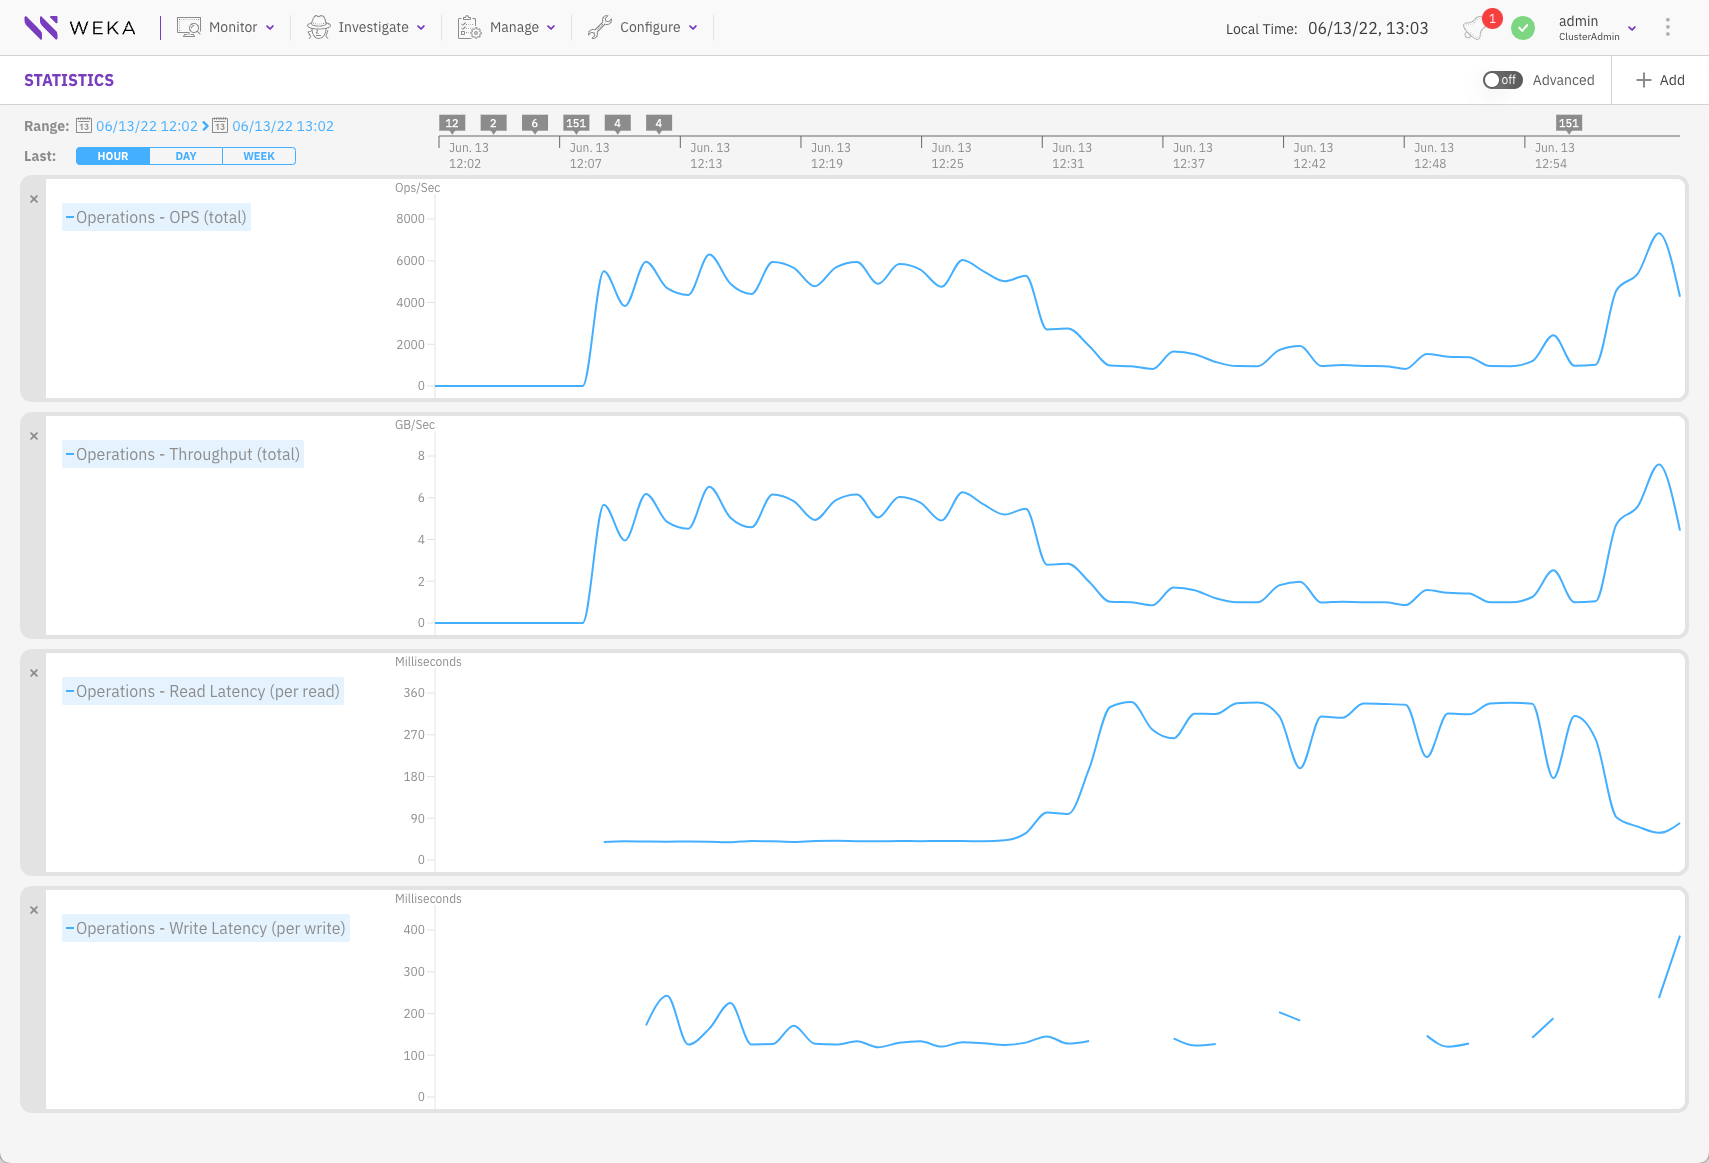 WEKA Monitor Investigate Manage Configure Local Time: 06/13/22, 13:03 1 admin
ClusterAdmin
STATISTICS off Advanced Add
Range: 13 06/13/22 12:02 13 06/13/22 13:02
Last: HOUR DAY WEEK
12 2 6 151 4 4 151
Jun. 13 Jun. 13 Jun. 13 Jun. 13 Jun. 13 Jun. 13 Jun. 13 Jun. 13 Jun. 13 Jun. 13
12:02 12:07 12:13 12:19 12:25 12:31 12:37 12:42 12:48 12:54
Operations - OPS (total)
Ops/Sec
8000
6000
4000
2000
0
Operations - Throughput (total)
GB/Sec
8
6
4
2
0
Operations - Read Latency (per read)
Milliseconds
360
270
180
90
0
Operations - Write Latency (per write)
Milliseconds
400
300
200
100
0